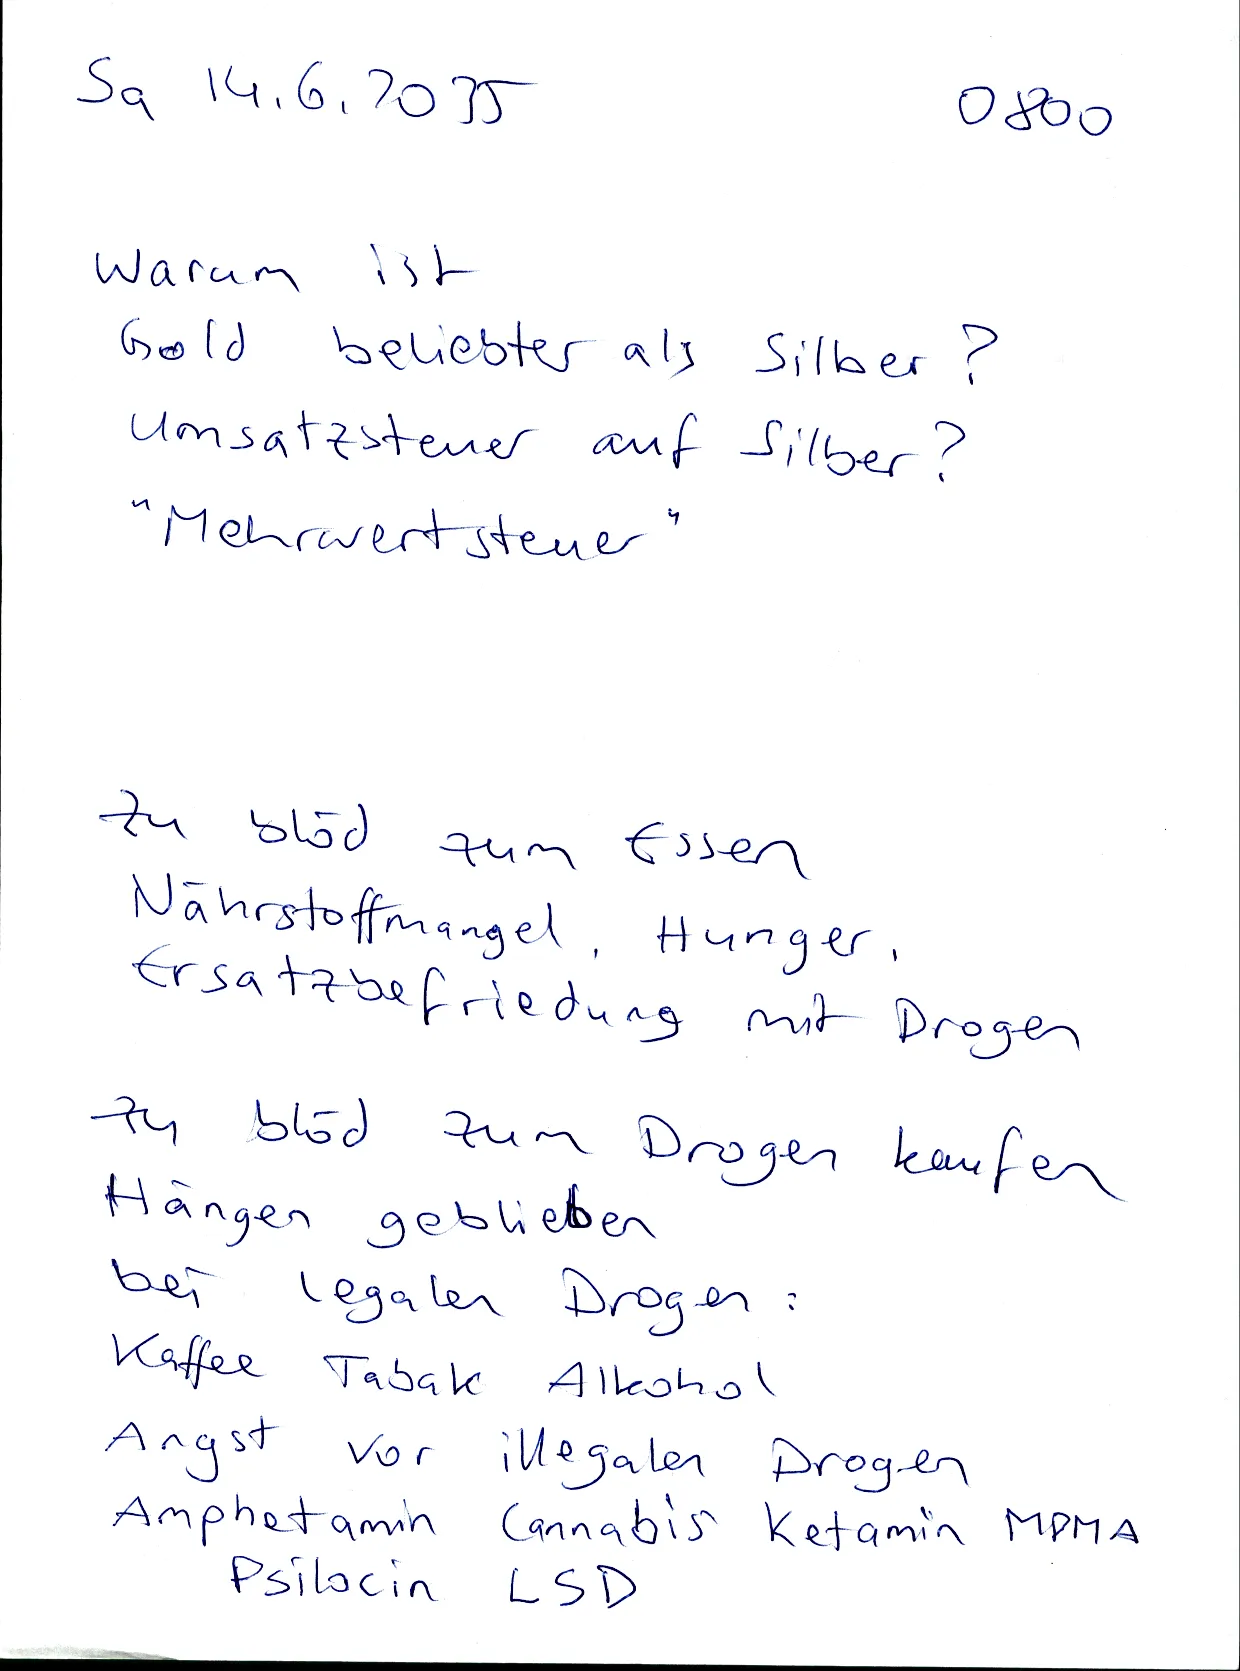 Sa 14.6.2025 0800
Warum ist
Gold beliebter als Silber?
Umsatzsteuer auf Silber?
"Mehrwertsteuer"
Zu blöd zum Essen
Nährstoffmangel, Hunger,
Ersatzbefriedung mit Drogen
Zu blöd zum Drogen kaufen
Hängen geblieben
bei legalen Drogen:
Kaffee Tabak Alkohol
Angst vor illegalen Drogen
Amphetamin Cannabis Ketamin MDMA
Psilocin LSD